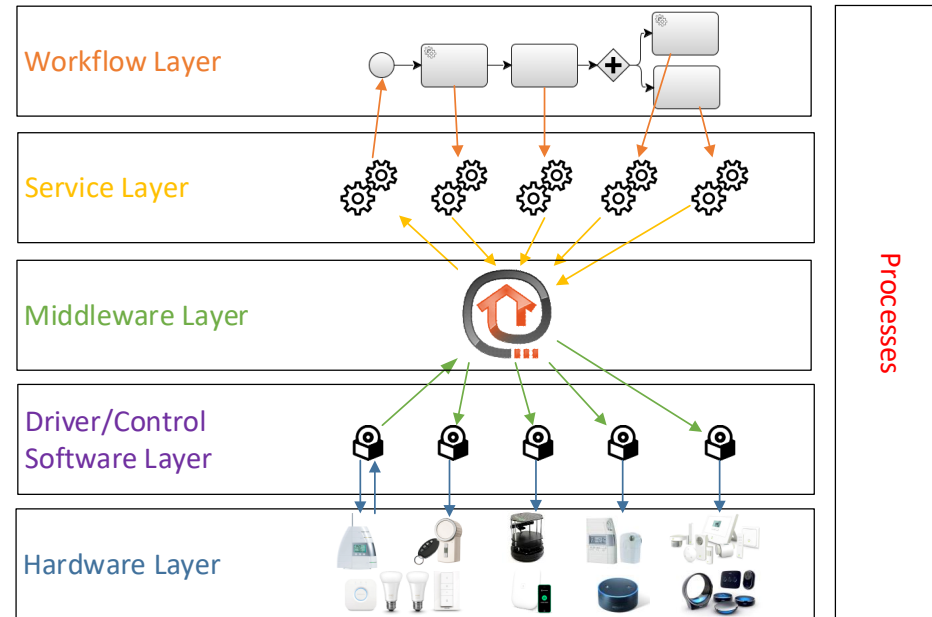 Workflow Layer
Service Layer
Middleware Layer
Driver/Control
Software Layer
Hardware Layer
Processes